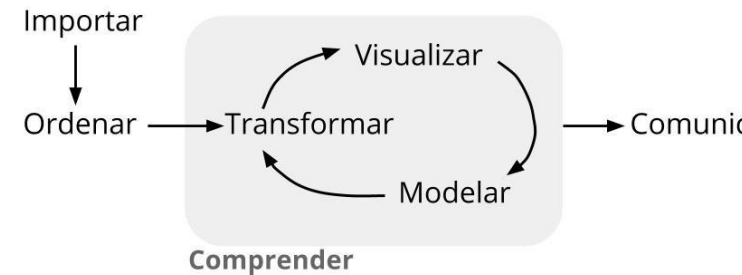 Importar
Visualizar
Ordenar
Transformar
Comunic
Modelar
Comprender